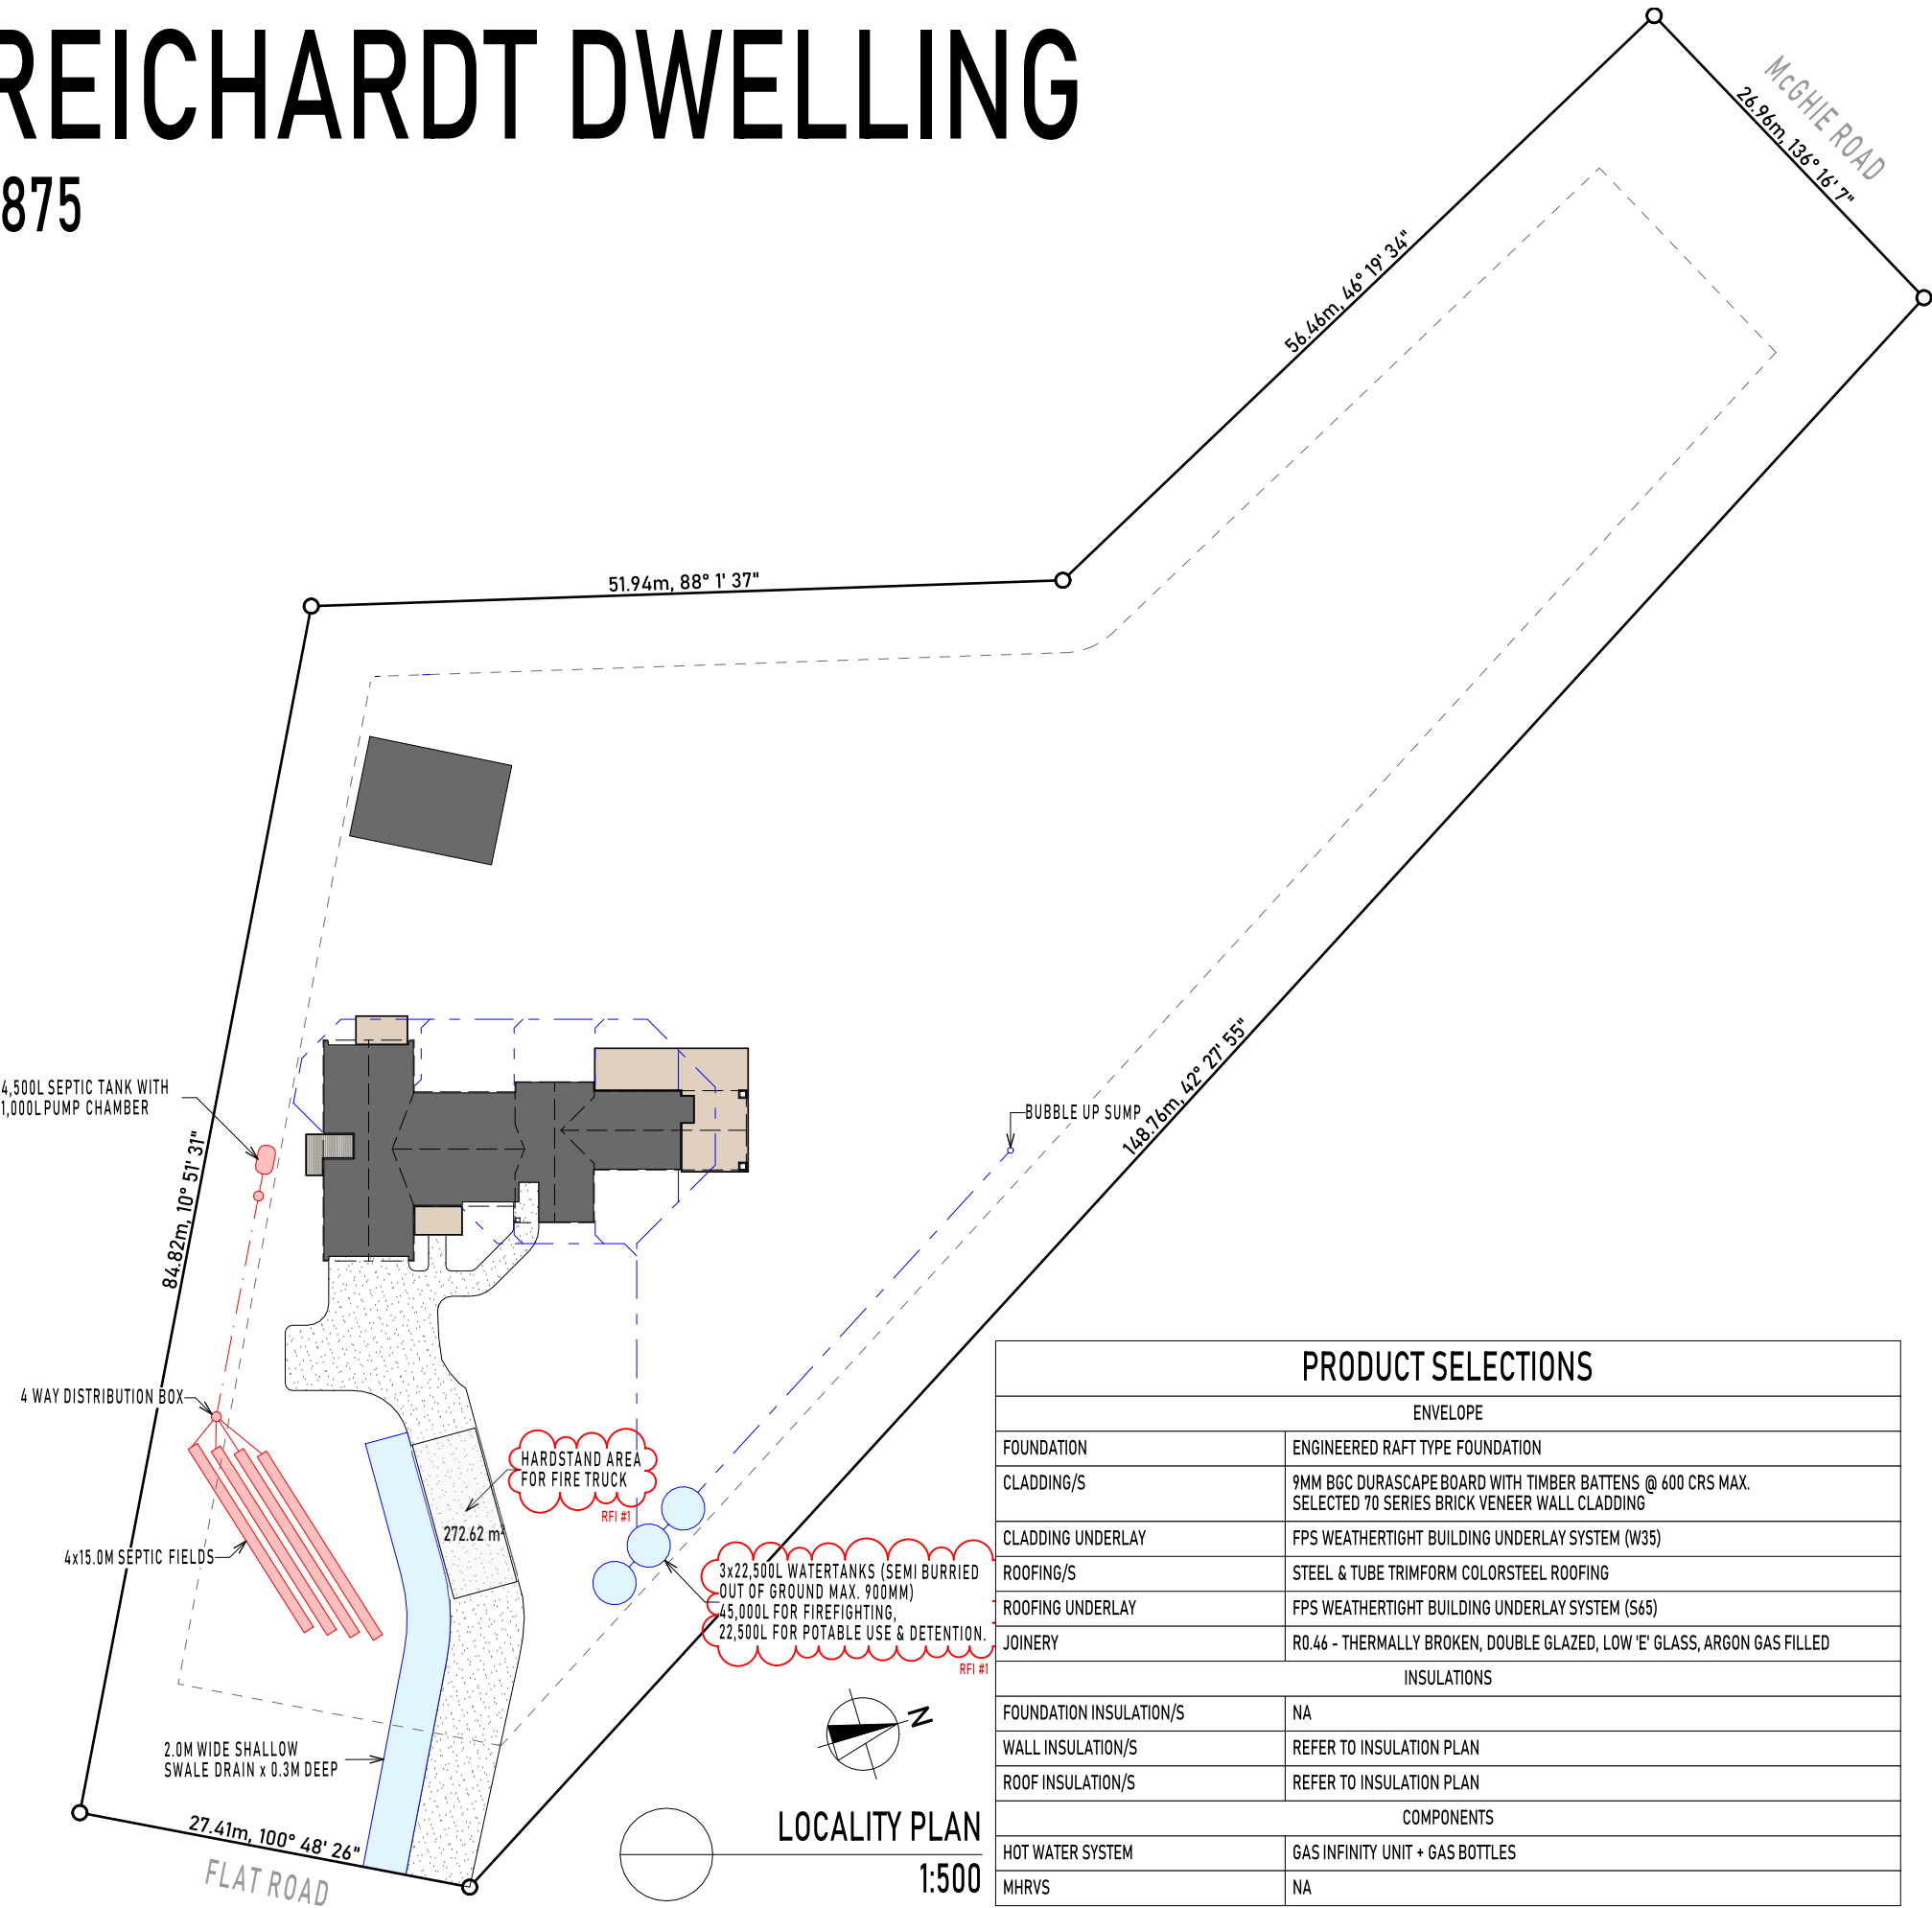 REICHARDT DWELLING
875
McGHIE ROAD
26.96m, 136° 16' 7"
56.46m, 46° 19' 34"
51.94m, 88° 1' 37"
148.76m, 42° 27' 55"
84.82m, 10° 51' 31"
4,500L SEPTIC TANK WITH
1,000L PUMP CHAMBER
BUBBLE UP SUMP
4 WAY DISTRIBUTION BOX
HARDSTAND AREA
FOR FIRE TRUCK
RFI #1
272.62 m²
4x15.0M SEPTIC FIELDS
3x22,500L WATERTANKS (SEMI BURRIED
OUT OF GROUND MAX. 900MM)
45,000L FOR FIREFIGHTING,
22,500L FOR POTABLE USE & DETENTION.
RFI #1
2.0M WIDE SHALLOW
SWALE DRAIN x 0.3M DEEP
27.41m, 100° 48' 26"
FLAT ROAD
N
LOCALITY PLAN
1:500
PRODUCT SELECTIONS
ENVELOPE
FOUNDATION ENGINEERED RAFT TYPE FOUNDATION
CLADDING/S 9MM BGC DURASCAPE BOARD WITH TIMBER BATTENS @ 600 CRS MAX.
SELECTED 70 SERIES BRICK VENEER WALL CLADDING
CLADDING UNDERLAY FPS WEATHERTIGHT BUILDING UNDERLAY SYSTEM (W35)
ROOFING/S STEEL & TUBE TRIMFORM COLORSTEEL ROOFING
ROOFING UNDERLAY FPS WEATHERTIGHT BUILDING UNDERLAY SYSTEM (S65)
JOINERY R0.46 - THERMALLY BROKEN, DOUBLE GLAZED, LOW 'E' GLASS, ARGON GAS FILLED
INSULATIONS
FOUNDATION INSULATION/S NA
WALL INSULATION/S REFER TO INSULATION PLAN
ROOF INSULATION/S REFER TO INSULATION PLAN
COMPONENTS
HOT WATER SYSTEM GAS INFINITY UNIT + GAS BOTTLES
MHRVS NA